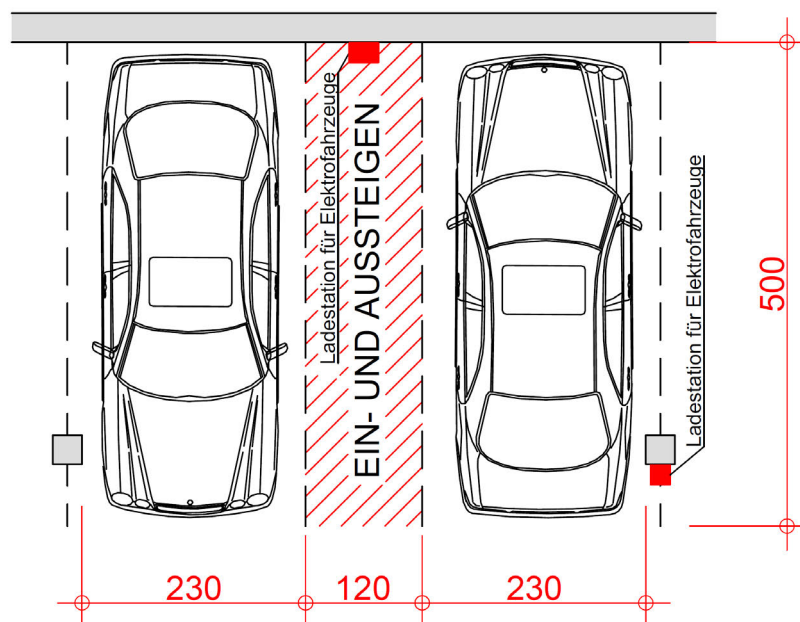 Ladestation für Elektrofahrzeuge
EIN- UND AUSSTEIGEN
Ladestation für Elektrofahrzeuge
500
230
120
230